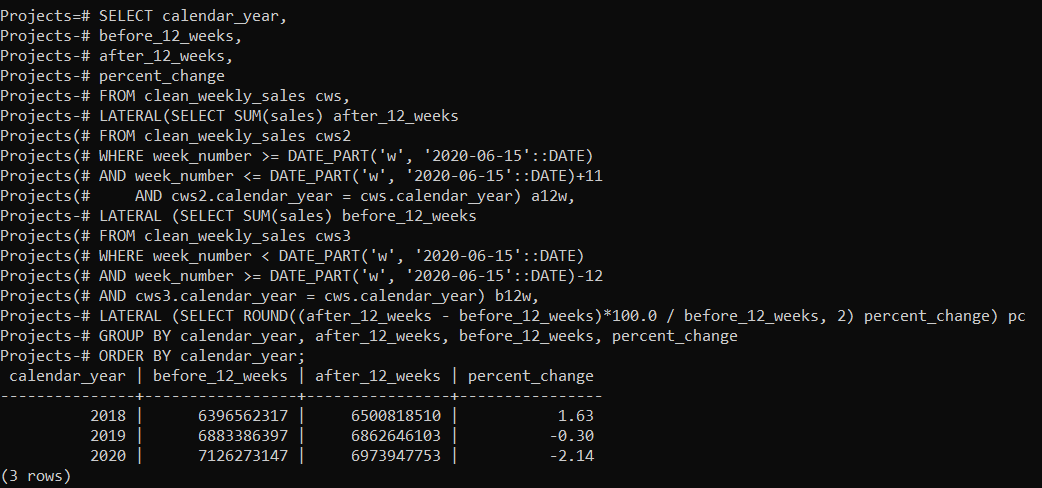 Projects=# SELECT calendar_year,
Projects-# before_12_weeks,
Projects-# after_12_weeks,
Projects-# percent_change
Projects-# FROM clean_weekly_sales cws,
Projects-# LATERAL(SELECT SUM(sales) after_12_weeks
Projects(# FROM clean_weekly_sales cws2
Projects(# WHERE week_number >= DATE_PART('w', '2020-06-15'::DATE)
Projects(# AND week_number <= DATE_PART('w', '2020-06-15'::DATE)+11
Projects(#     AND cws2.calendar_year = cws.calendar_year) a12w,
Projects-# LATERAL (SELECT SUM(sales) before_12_weeks
Projects(# FROM clean_weekly_sales cws3
Projects(# WHERE week_number < DATE_PART('w', '2020-06-15'::DATE)
Projects(# AND week_number >= DATE_PART('w', '2020-06-15'::DATE)-12
Projects(# AND cws3.calendar_year = cws.calendar_year) b12w,
Projects-# LATERAL (SELECT ROUND((after_12_weeks - before_12_weeks)*100.0 / before_12_weeks, 2) percent_change) pc
Projects-# GROUP BY calendar_year, after_12_weeks, before_12_weeks, percent_change
Projects-# ORDER BY calendar_year;
 calendar_year | before_12_weeks | after_12_weeks | percent_change
---------------+-----------------+----------------+----------------
          2018 |      6396562317 |     6500818510 |           1.63
          2019 |      6883386397 |     6862646103 |          -0.30
          2020 |      7126273147 |     6973947753 |          -2.14
(3 rows)